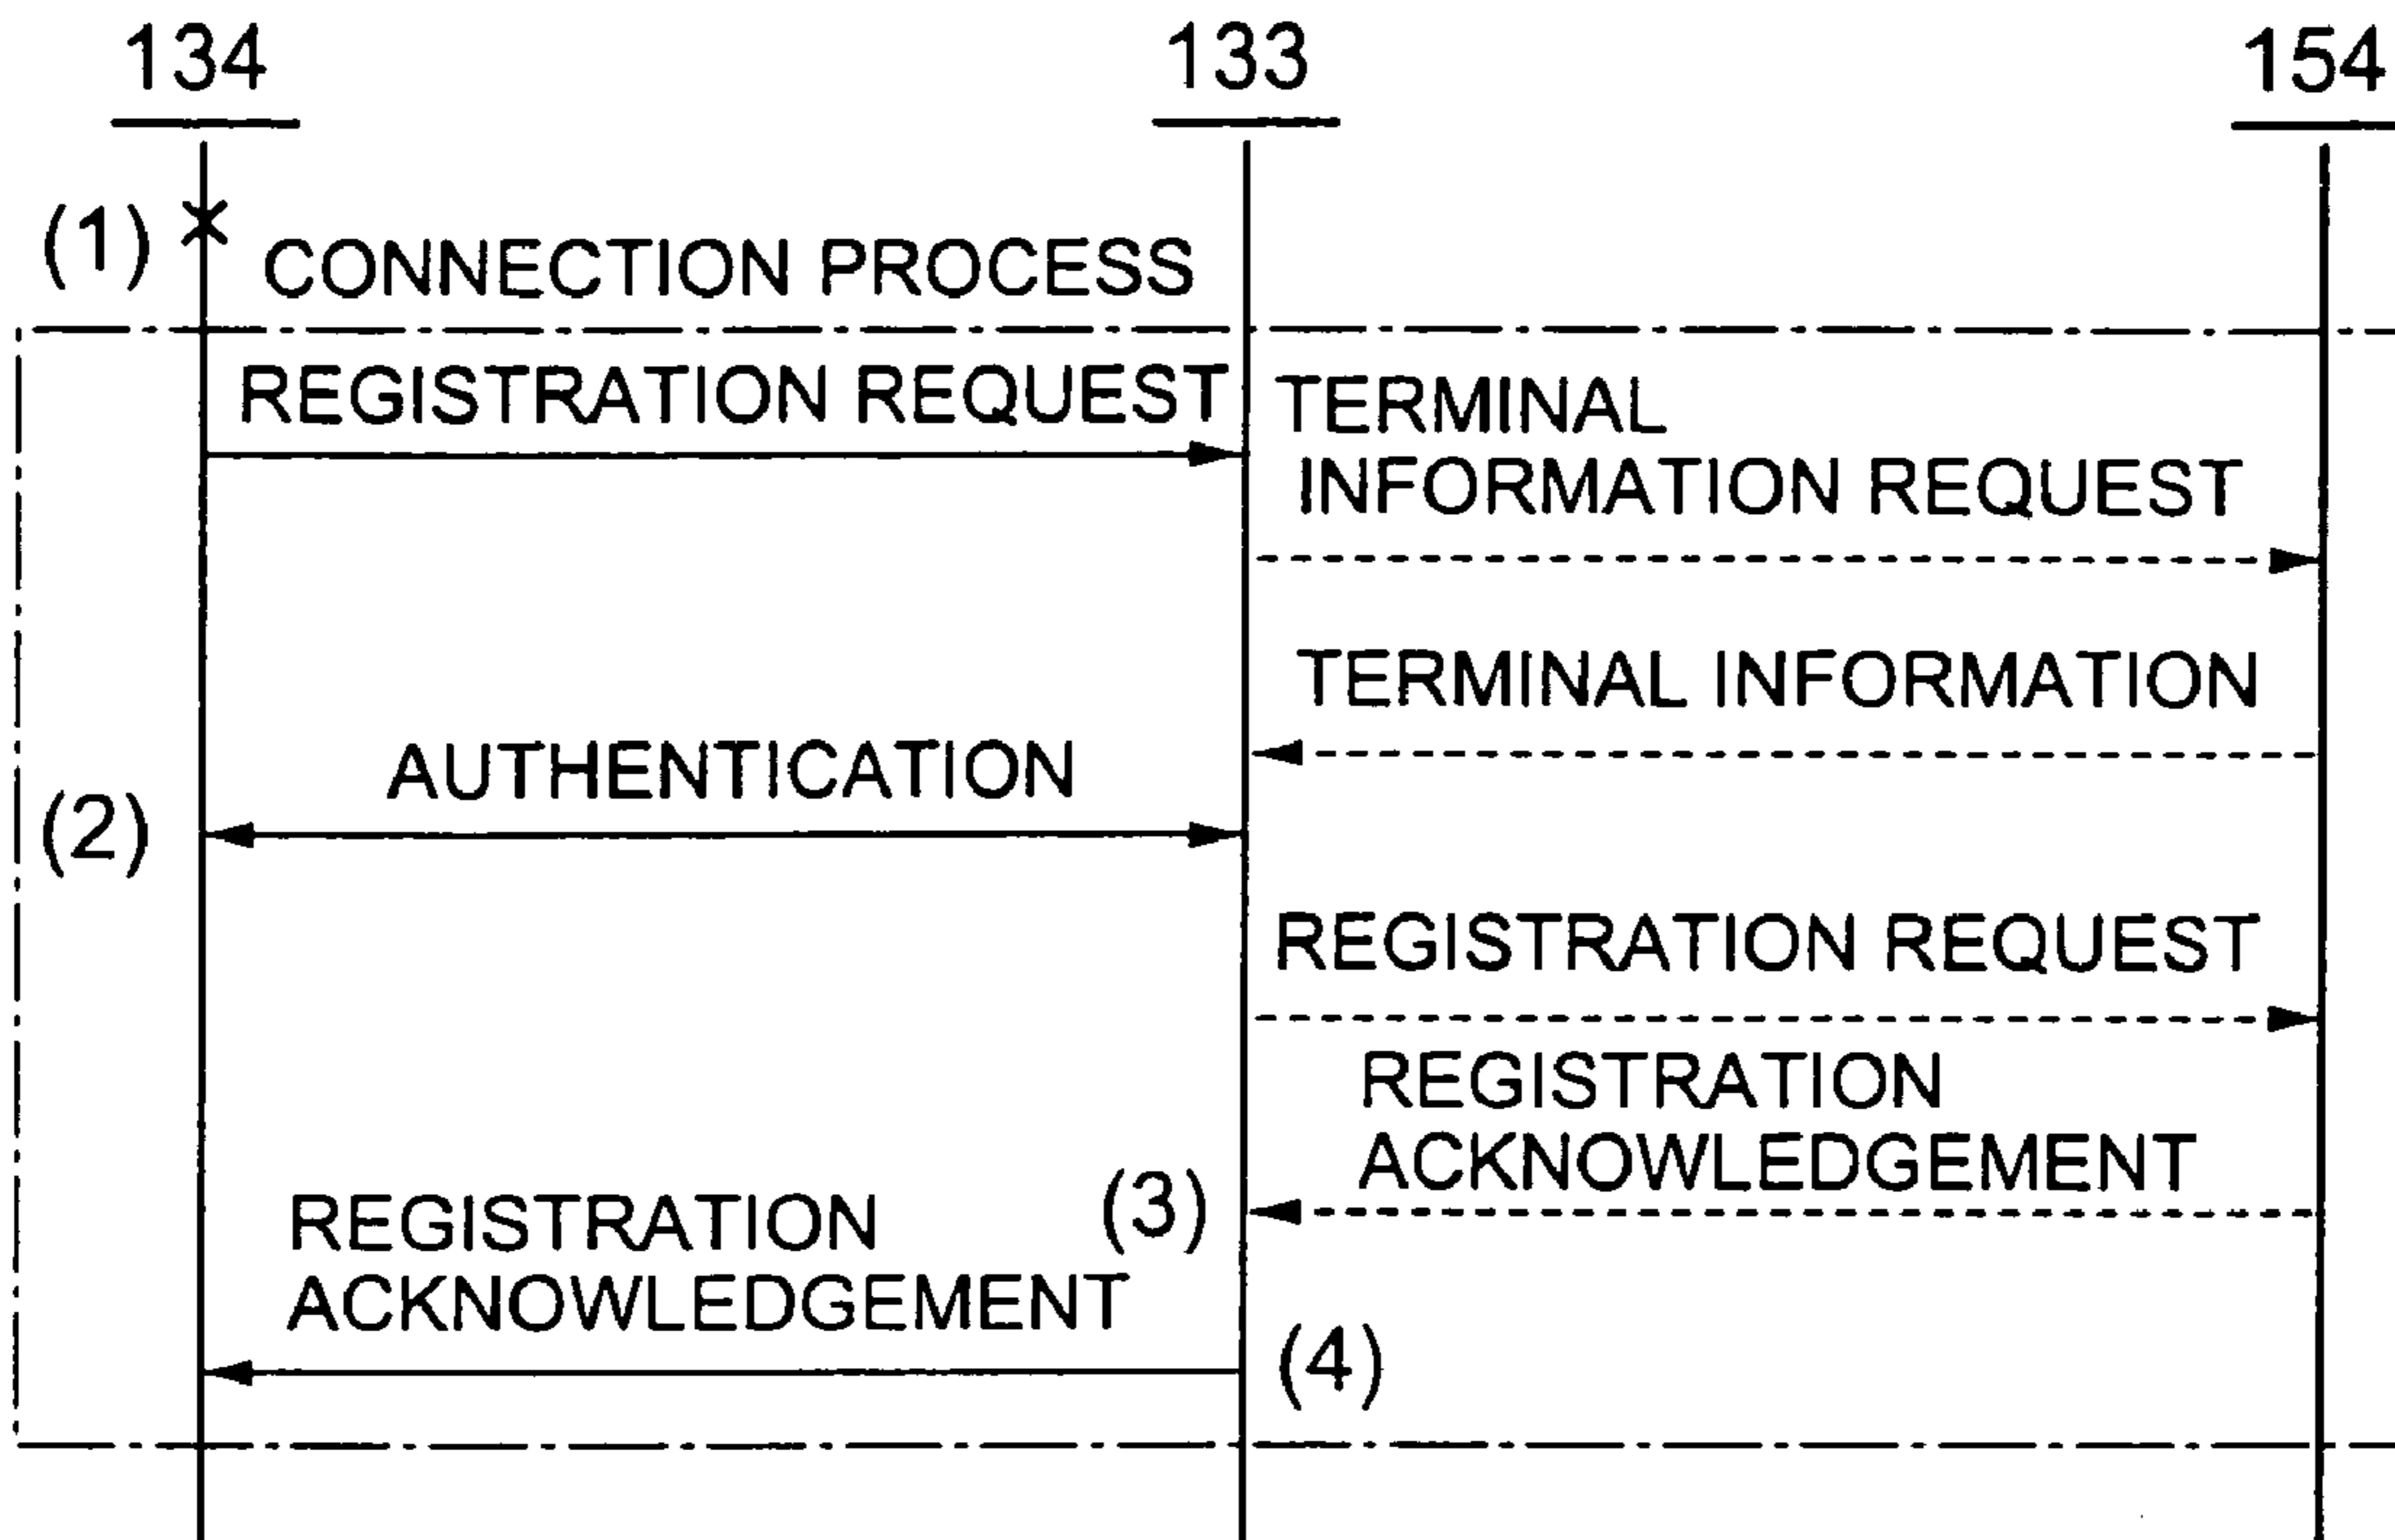 134
133
154
(1)
CONNECTION PROCESS
REGISTRATION REQUEST
TERMINAL
INFORMATION REQUEST
TERMINAL INFORMATION
AUTHENTICATION
(2)
REGISTRATION REQUEST
REGISTRATION
ACKNOWLEDGEMENT
(3)
REGISTRATION
ACKNOWLEDGEMENT
(4)